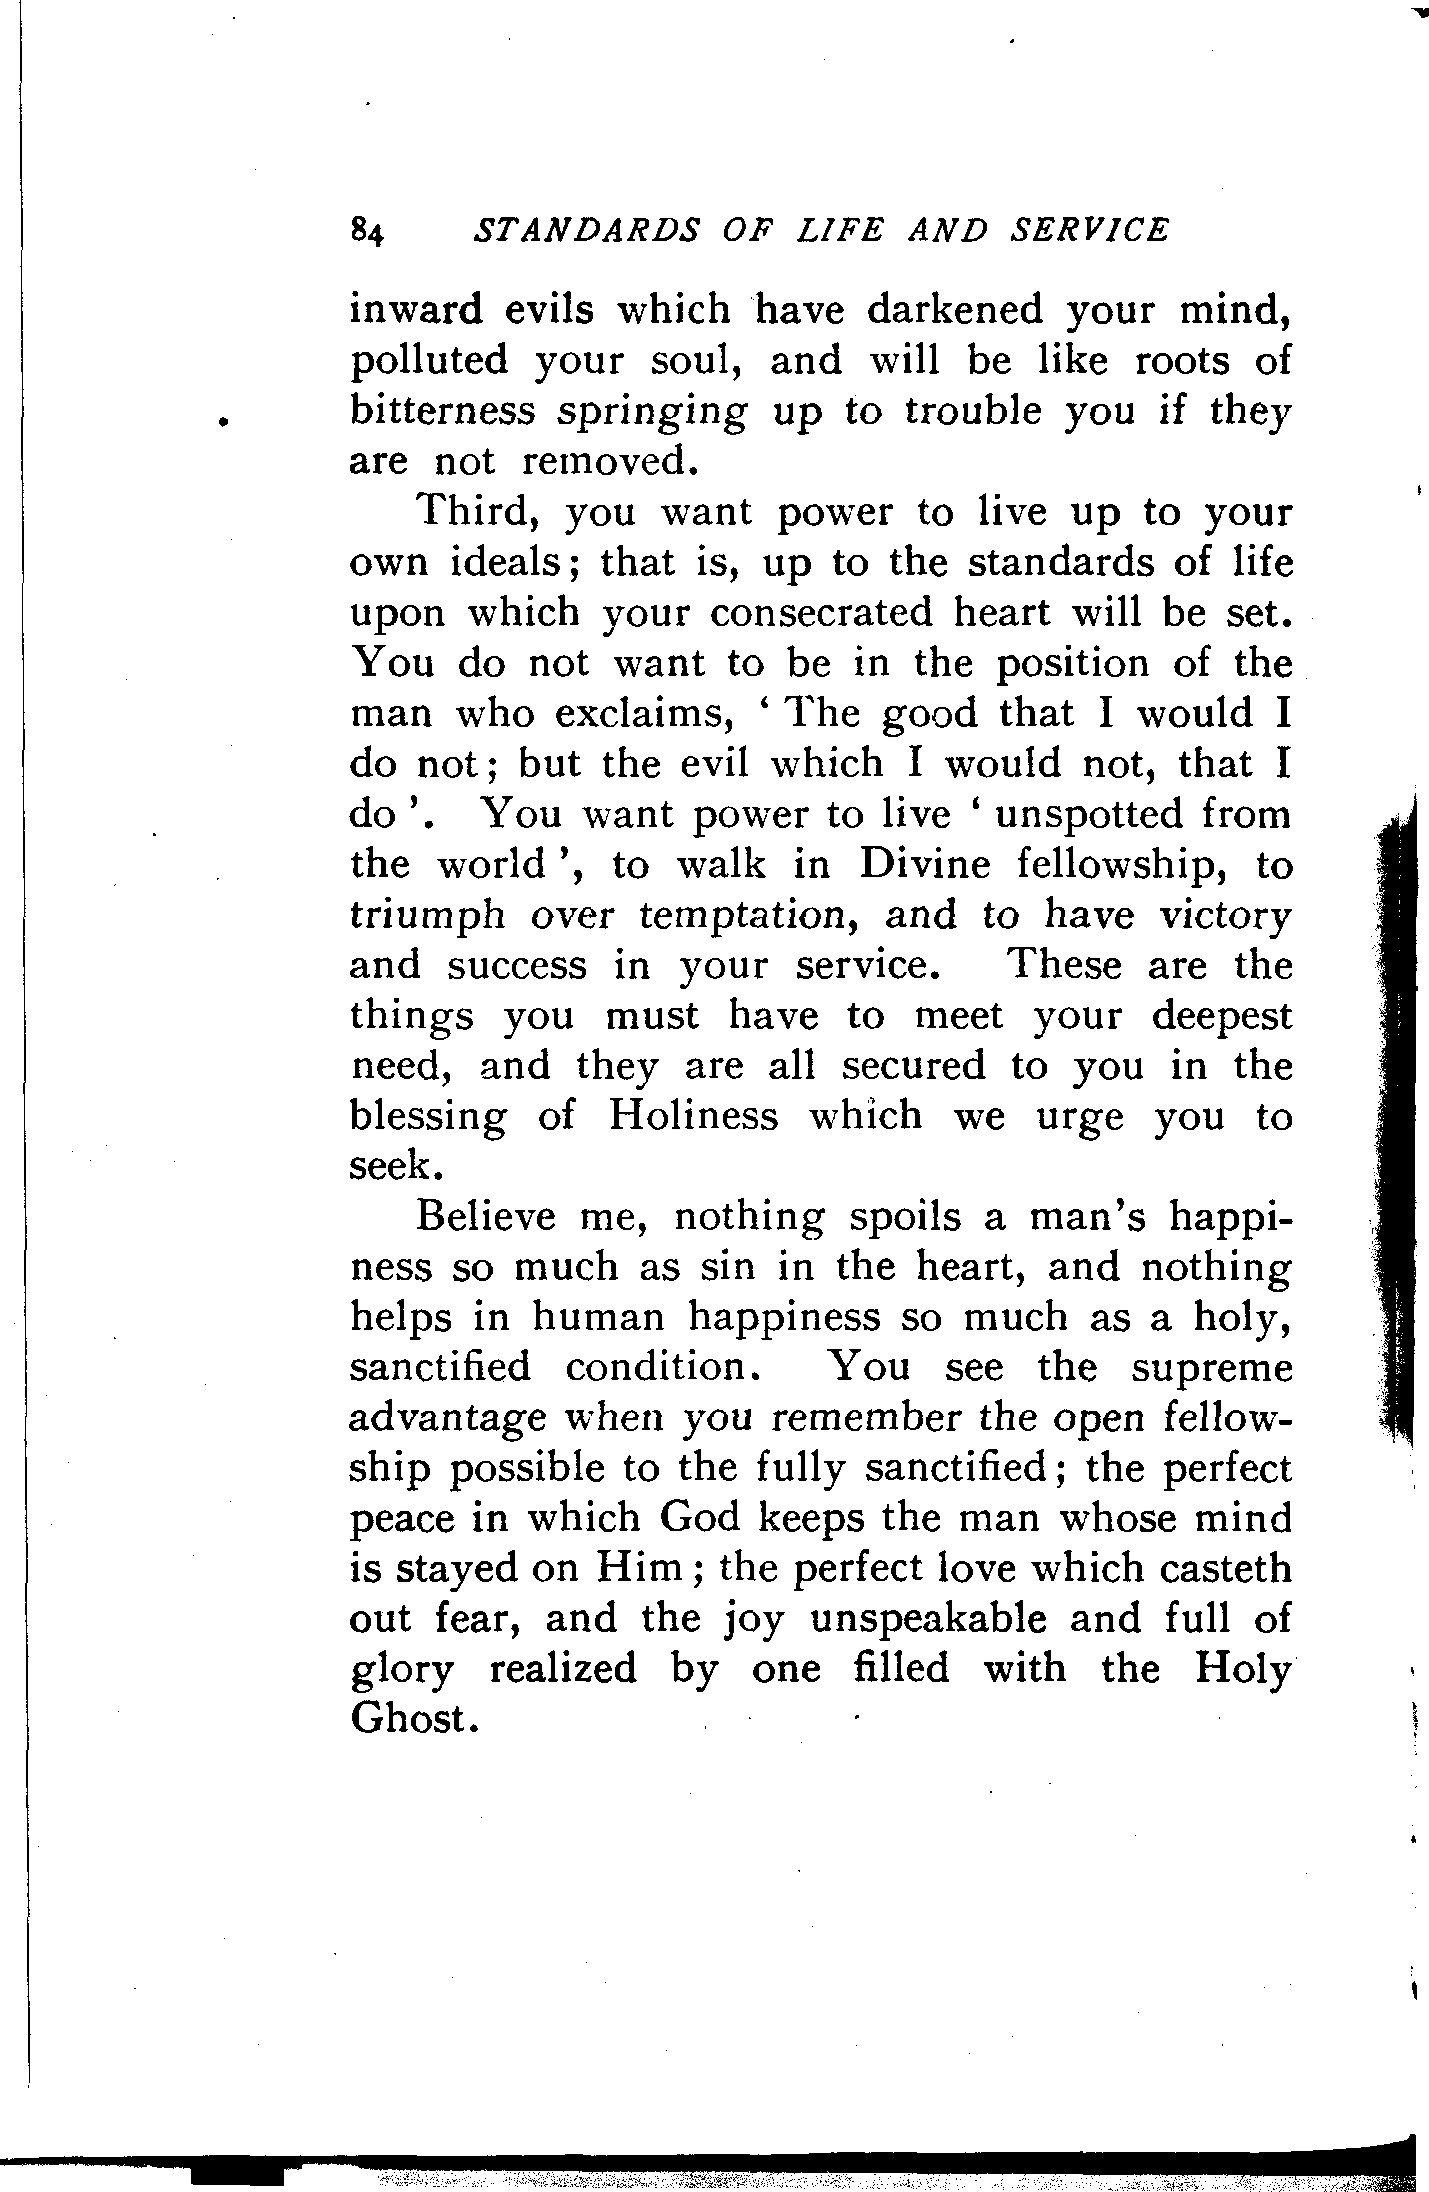 84 STANDARDS OF LIFE AND SERVICE
inward evils which have darkened your mind,
polluted your soul, and will be like roots of
bitterness springing up to trouble you if they
are not removed.
Third, you want power to live up to your
own ideals; that is, up to the standards of life
upon which your consecrated heart will be set.
You do not want to be in the position of the
man who exclaims, ‘ The good that I would I
do not; but the evil which I would not, that I
do ’. You want power to live ‘ unspotted from
the world ’, to walk in Divine fellowship, to
triumph over temptation, and to have victory
and success in your service. These are the
things you must have to meet your deepest
need, and they are all secured to you in the
blessing of Holiness which we urge you to
seek.
Believe me, nothing spoils a man's happi-
ness so much as sin in the heart, and nothing
helps in human happiness so much as a holy,
sanctified condition. You see the supreme
advantage when you remember the open fellow-
ship possible to the fully sanctified; the perfect
peace in which God keeps the man whose mind
is stayed on Him; the perfect love which casteth
out fear, and the joy unspeakable and full of
glory realized by one filled with the Holy
Ghost.